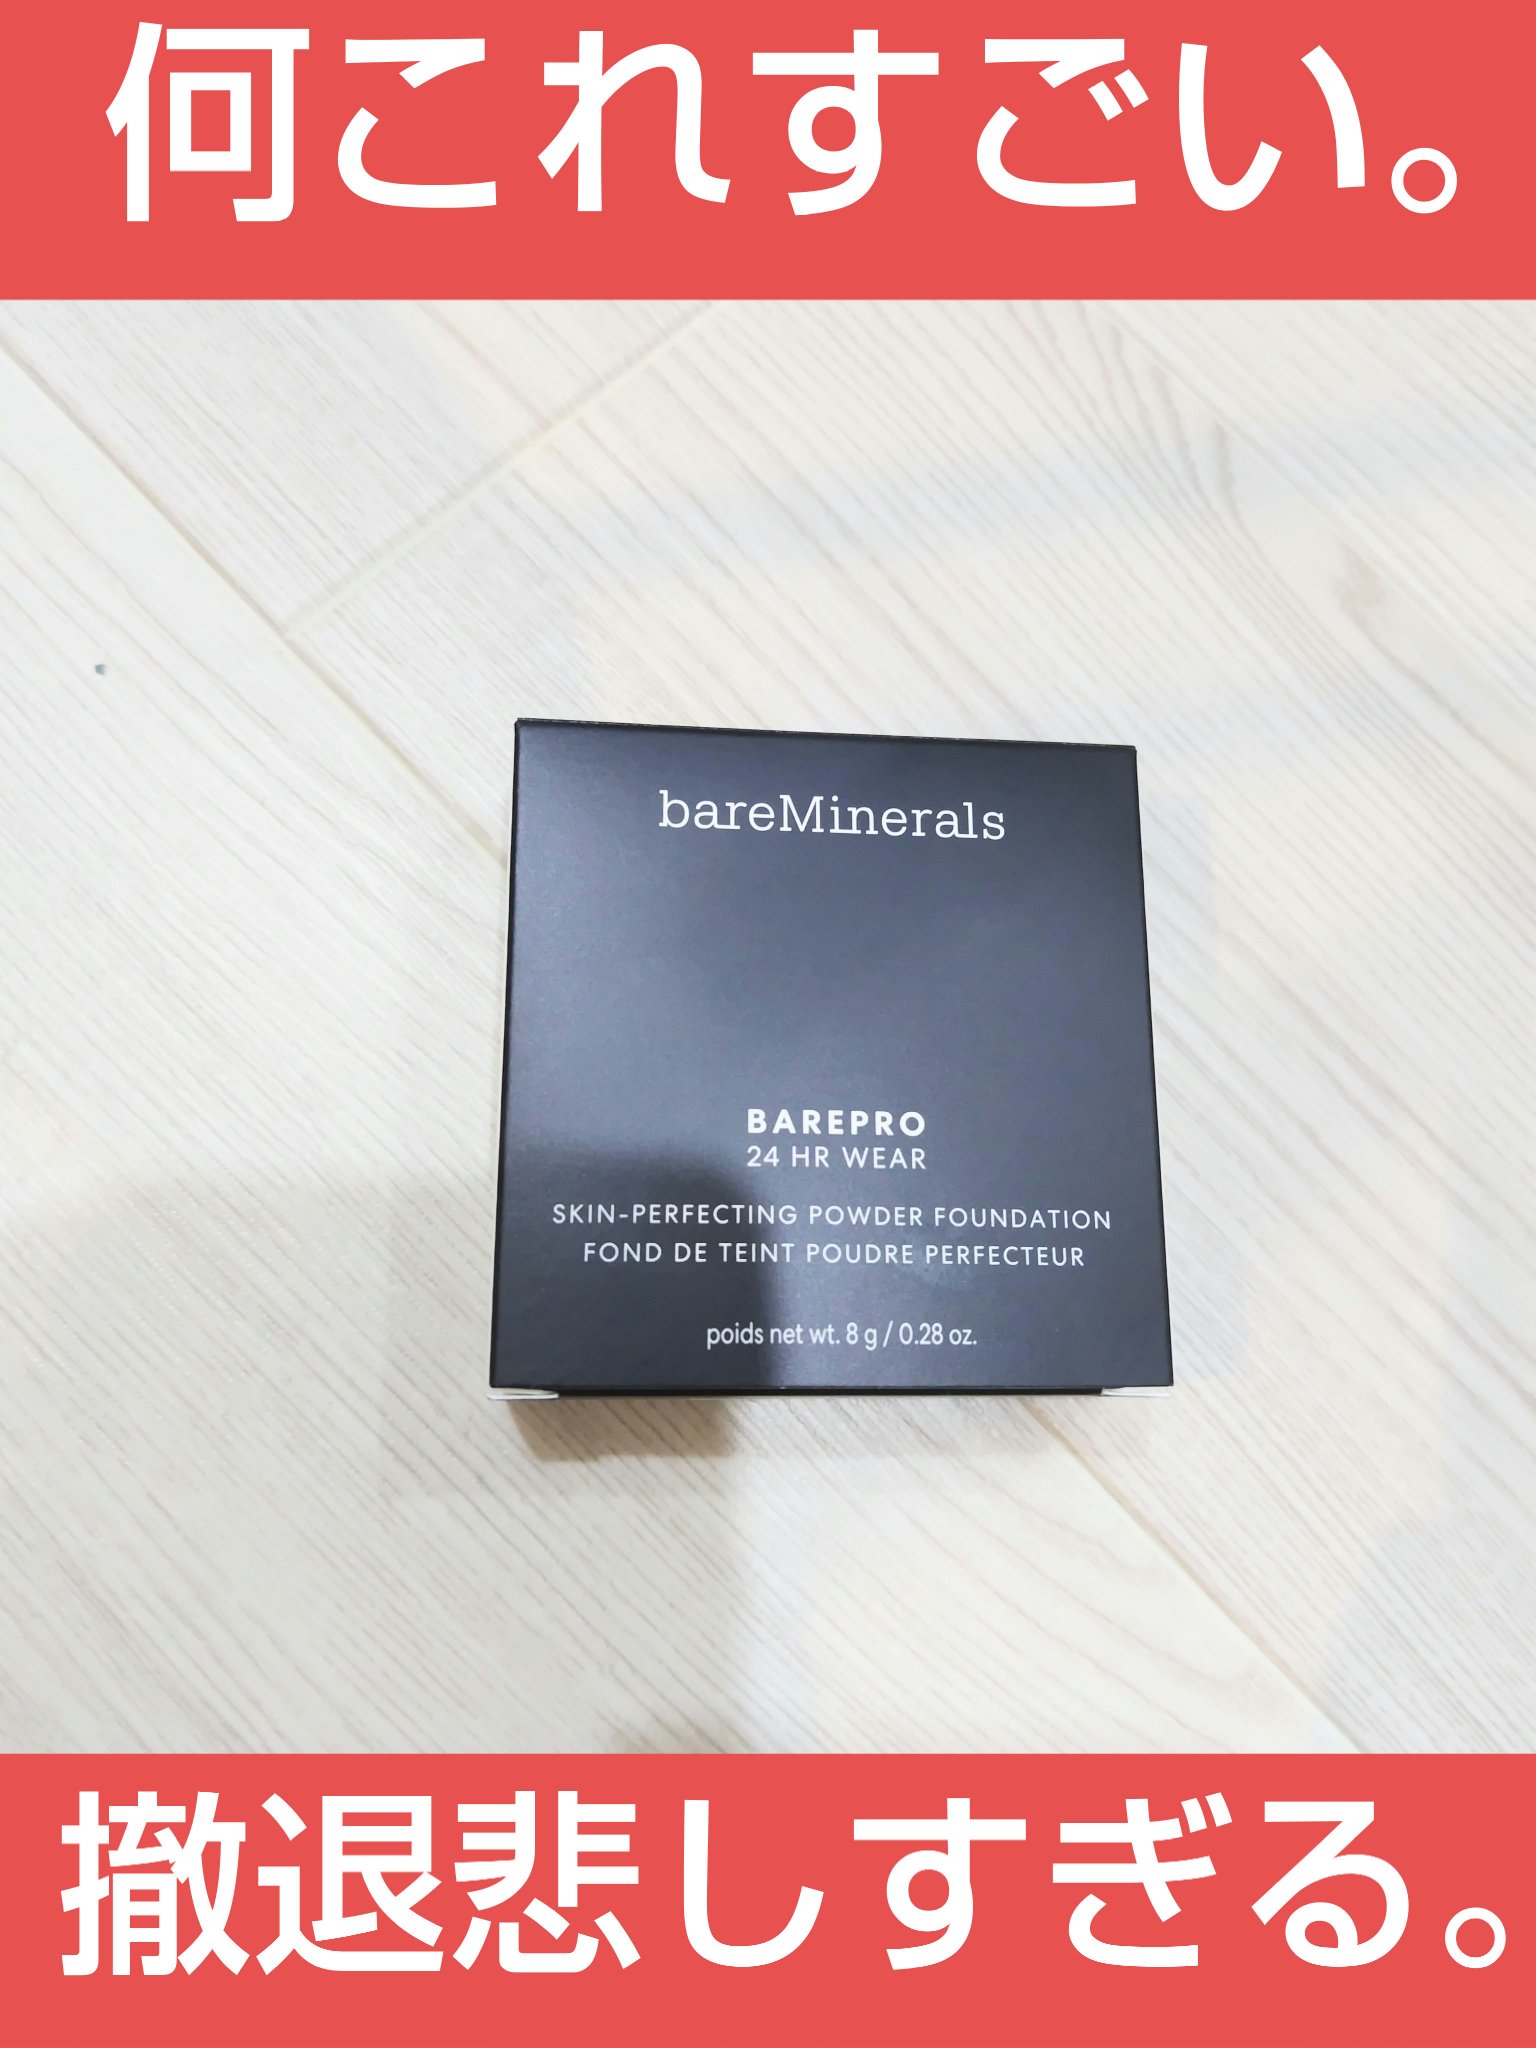 何これすごい。
bareMinerals
BAREPRO
24 HR WEAR
SKIN-PERFECTING POWDER FOUNDATION
FOND DE TEINT POUDRE PERFECTEUR
poids net wt. 8 g / 0.28 oz.
撤退悲しすぎる。